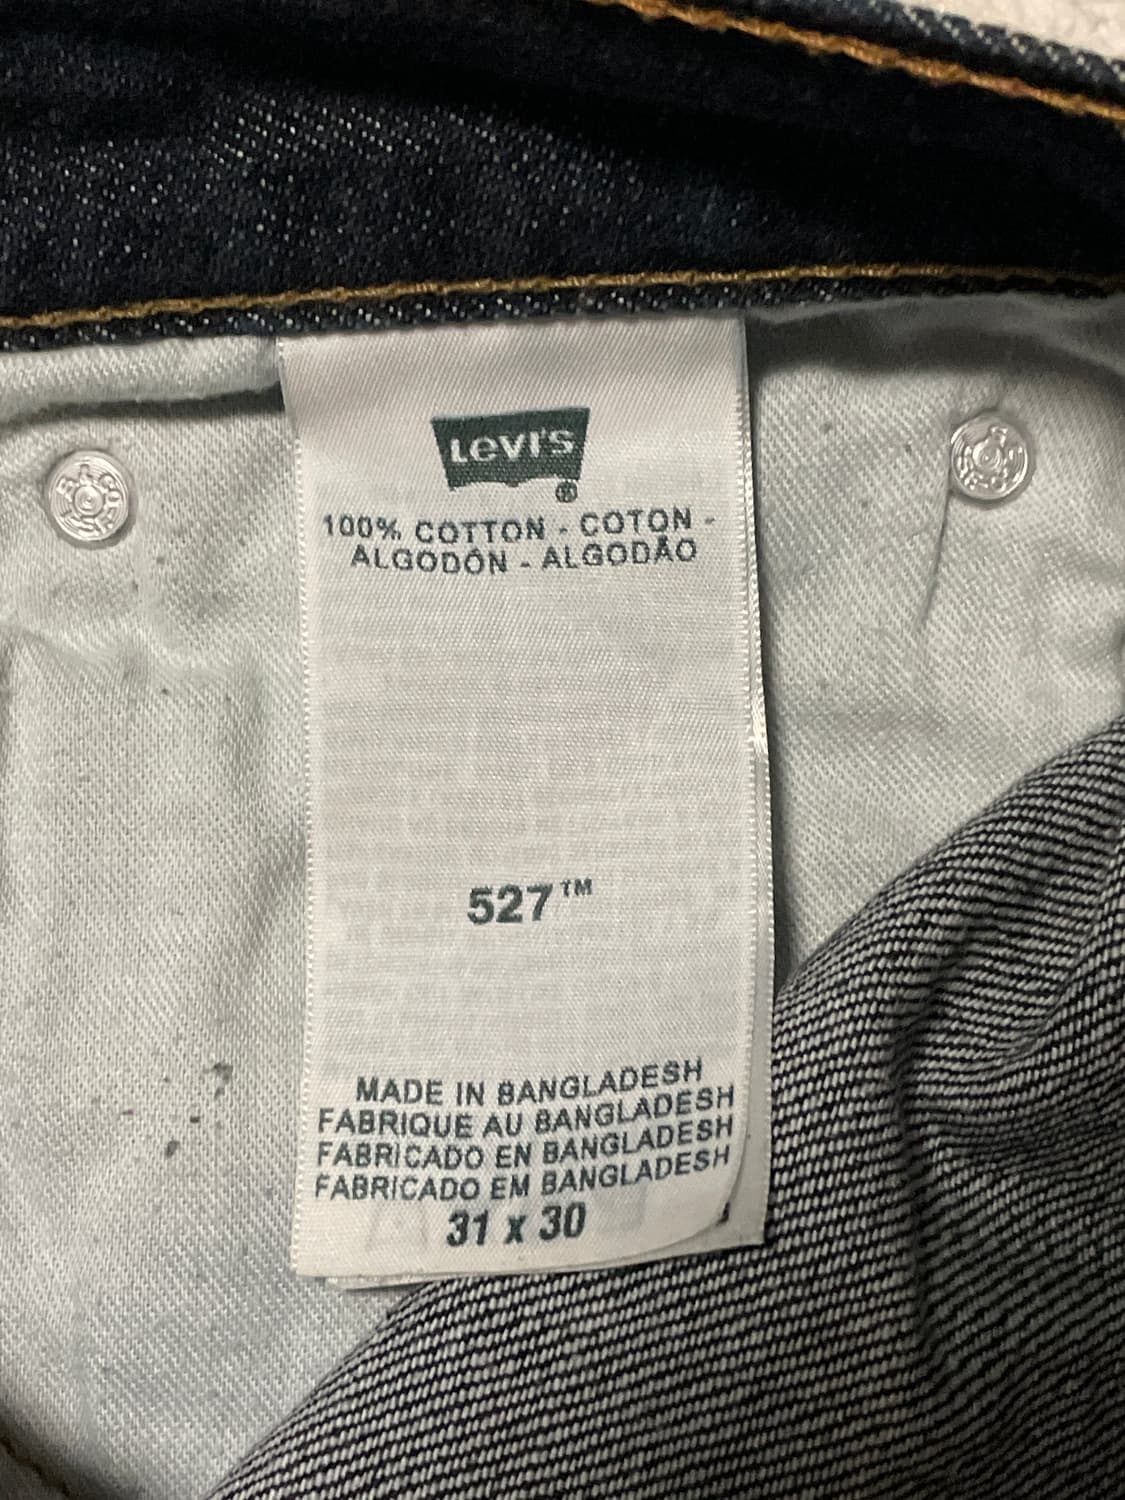 LEVI'S
®
100% COTTON - COTON -
ALGODÓN - ALGODÃO
527™
MADE IN BANGLADESH
FABRIQUE AU BANGLADESH
FABRICADO EN BANGLADESH
FABRICADO EM BANGLADESH
31 x 30